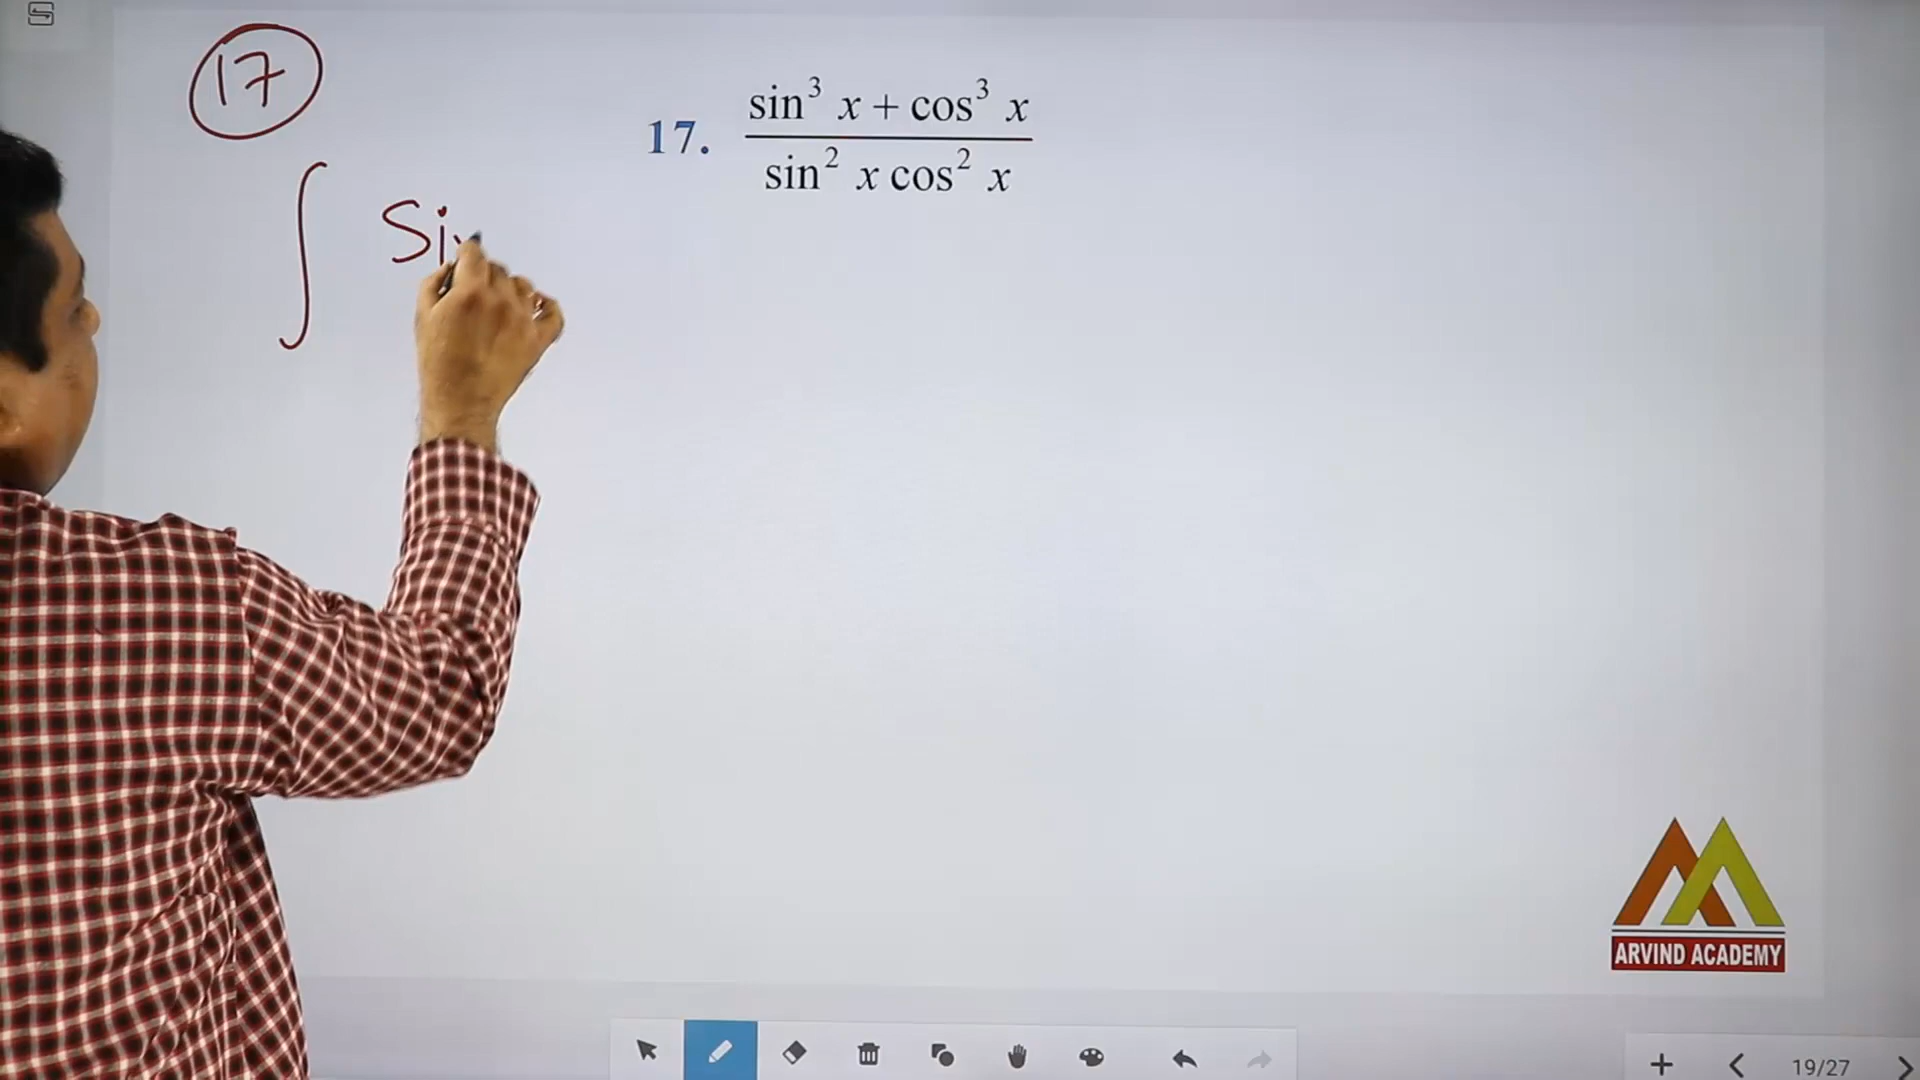 17
17. sin³ x + cos³ x
sin² x cos² x
∫ Si
ARVIND ACADEMY
19/27